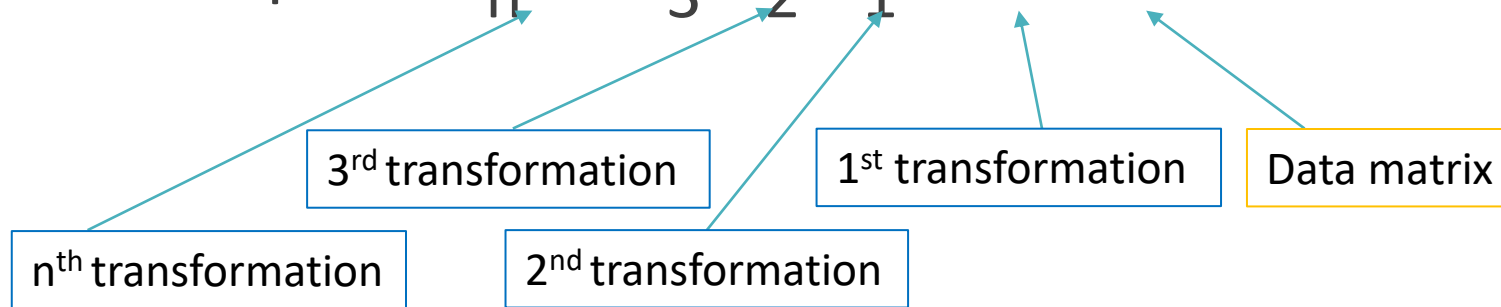 n 3 2 1
3rd transformation
1st transformation
Data matrix
nth transformation
2nd transformation